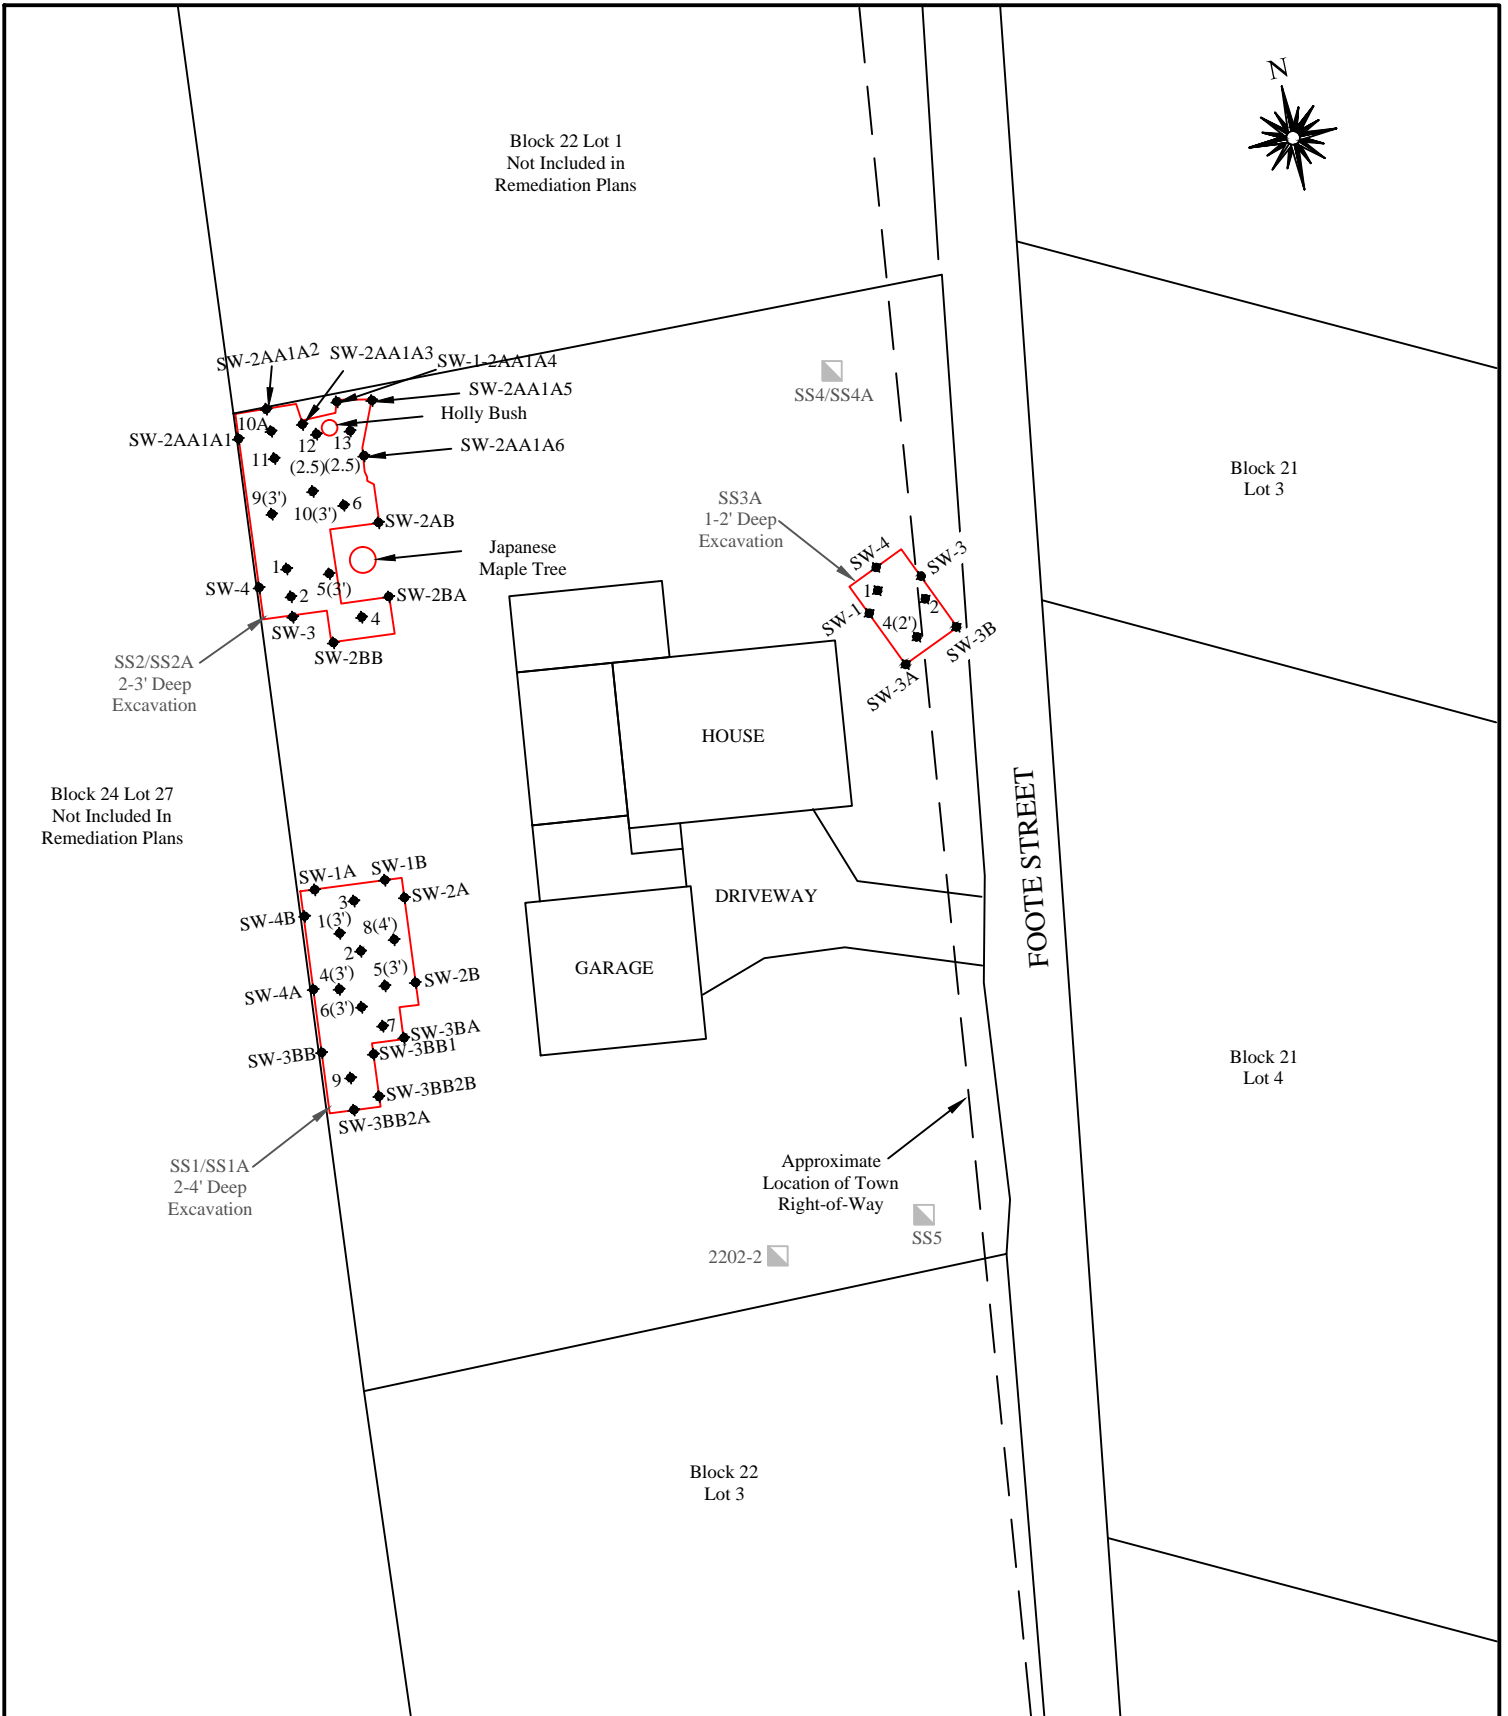 N
Block 22 Lot 1
Not Included in
Remediation Plans
SW-2AA1A2
SW-2AA1A3
SW-1-2AA1A4
SW-2AA1A5
Holly Bush
SW-2AA1A1
10A
12
13
SW-2AA1A6
11
(2.5)
(2.5)
9(3')
10(3')
6
SW-2AB
Japanese
Maple Tree
1
5(3')
SW-4
2
SW-2BA
4
SW-3
SW-2BB
SS2/SS2A
2-3' Deep
Excavation
SS4/SS4A
SS3A
1-2' Deep
Excavation
SW-4
SW-3
1
2
SW-1
4(2')
SW-3B
SW-3A
Block 21
Lot 3
HOUSE
Block 24 Lot 27
Not Included In
Remediation Plans
FOOTE STREET
DRIVEWAY
GARAGE
SW-1A
SW-1B
SW-2A
3
SW-4B
1(3')
8(4')
2
4(3')
5(3')
SW-2B
SW-4A
6(3')
7
SW-3BA
SW-3BB
SW-3BB1
9
SW-3BB2B
SW-3BB2A
SS1/SS1A
2-4' Deep
Excavation
Block 21
Lot 4
Approximate
Location of Town
Right-of-Way
SS5
2202-2
Block 22
Lot 3